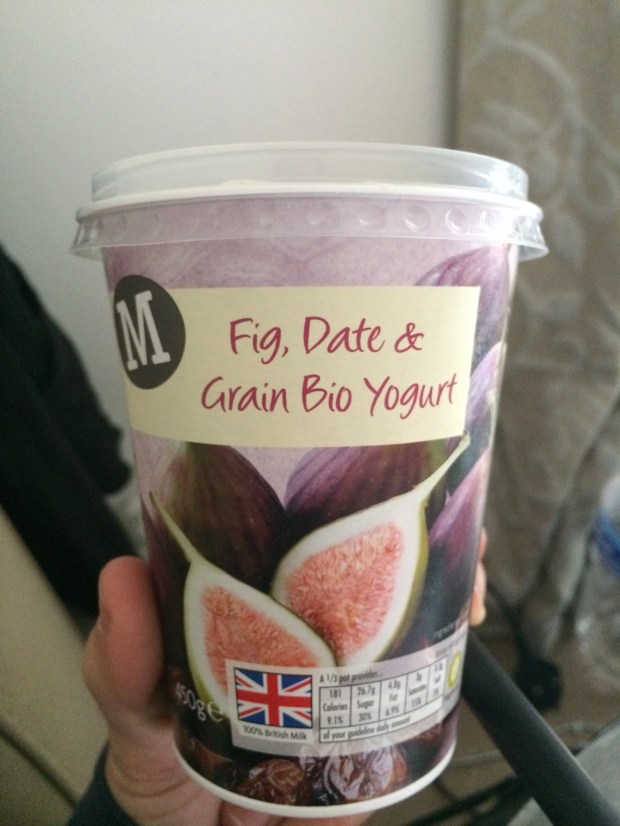 M
Fig, Date &
Grain Bio Yogurt
450g e
100% British Milk
A 1/3 pot provides...
181 26.7g 4.8g
Calories Sugar Fat
9.1% 30% 6.9%
of your guideline daily amount